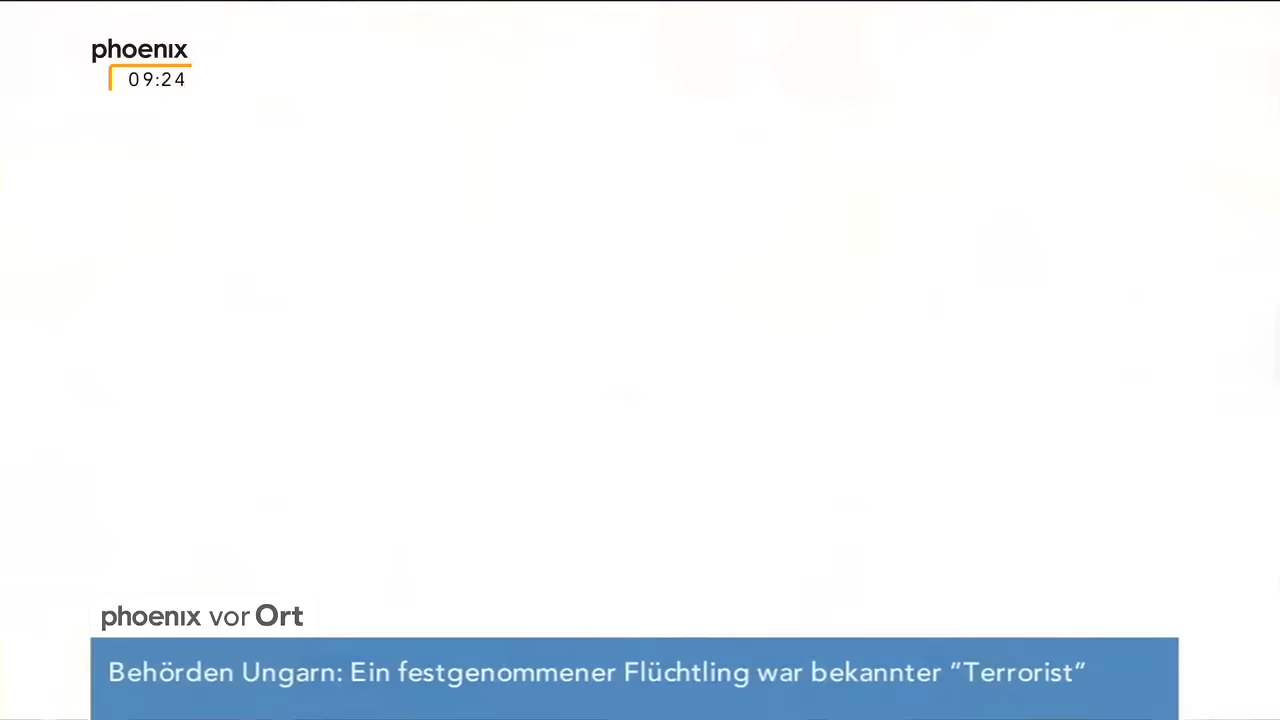 phoenix
09:24
phoenix vor Ort
Behörden Ungarn: Ein festgenommener Flüchtling war bekannter "Terrorist"